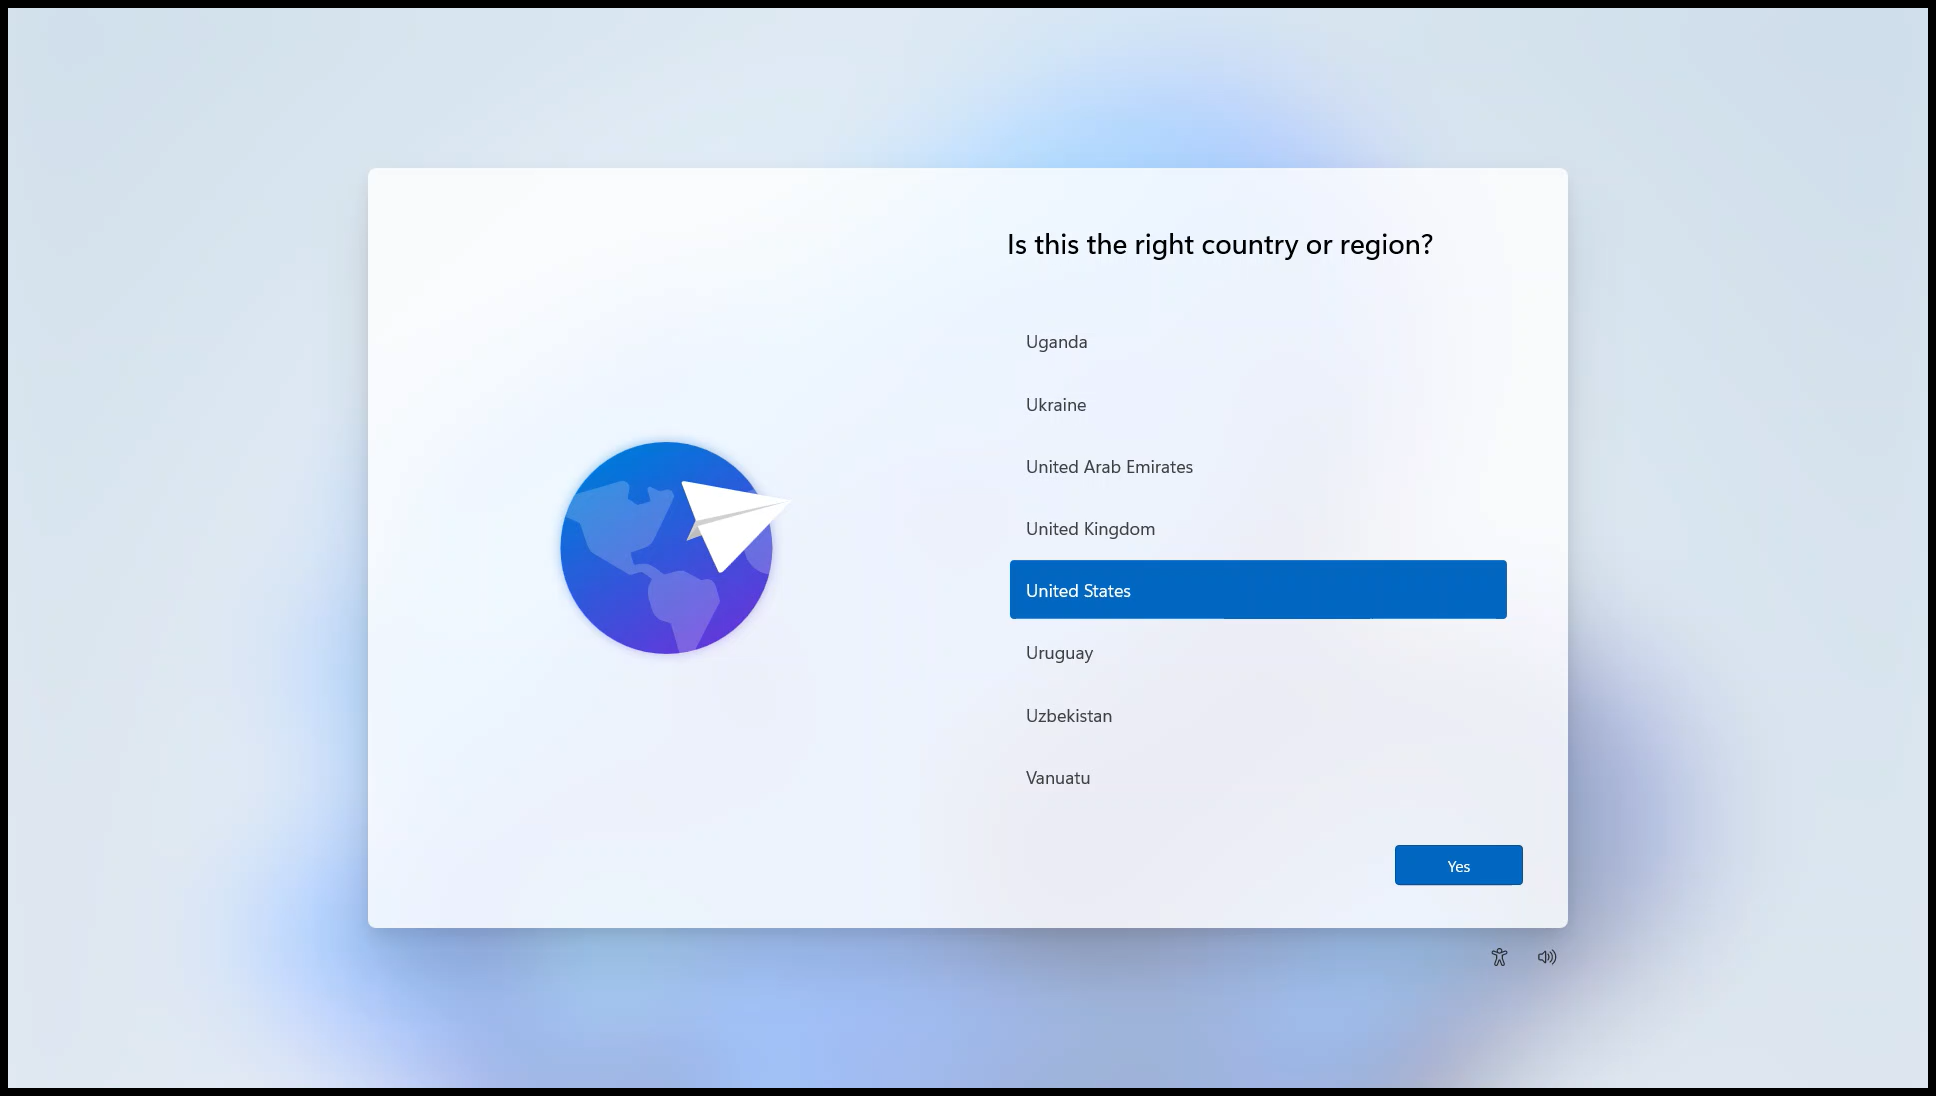 Is this the right country or region?
Uganda
Ukraine
United Arab Emirates
United Kingdom
United States
Uruguay
Uzbekistan
Vanuatu
Yes